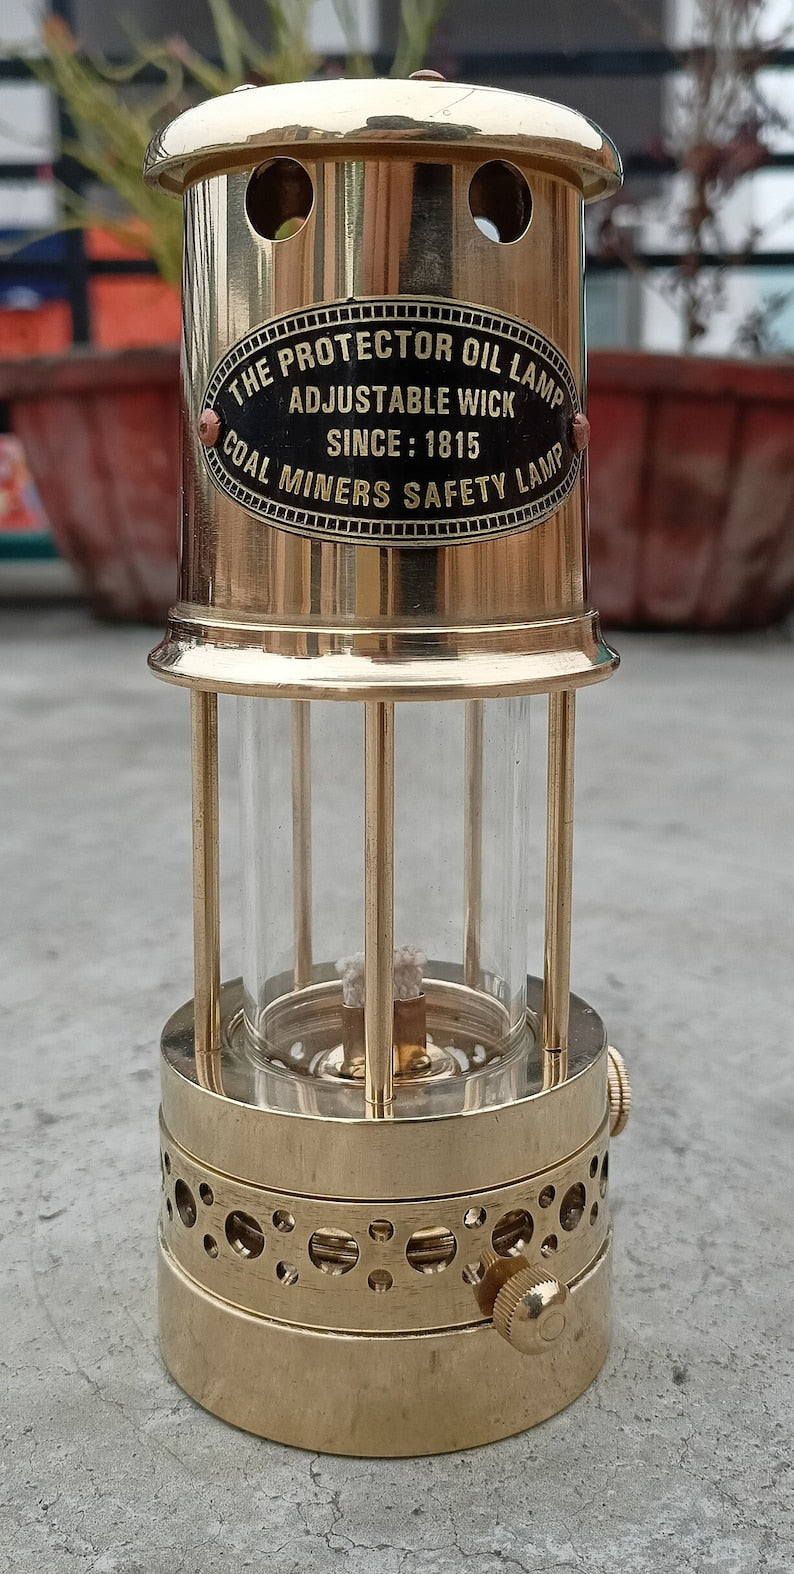 THE PROTECTOR OIL LAMP
ADJUSTABLE WICK
SINCE : 1815
COAL MINERS SAFETY LAMP